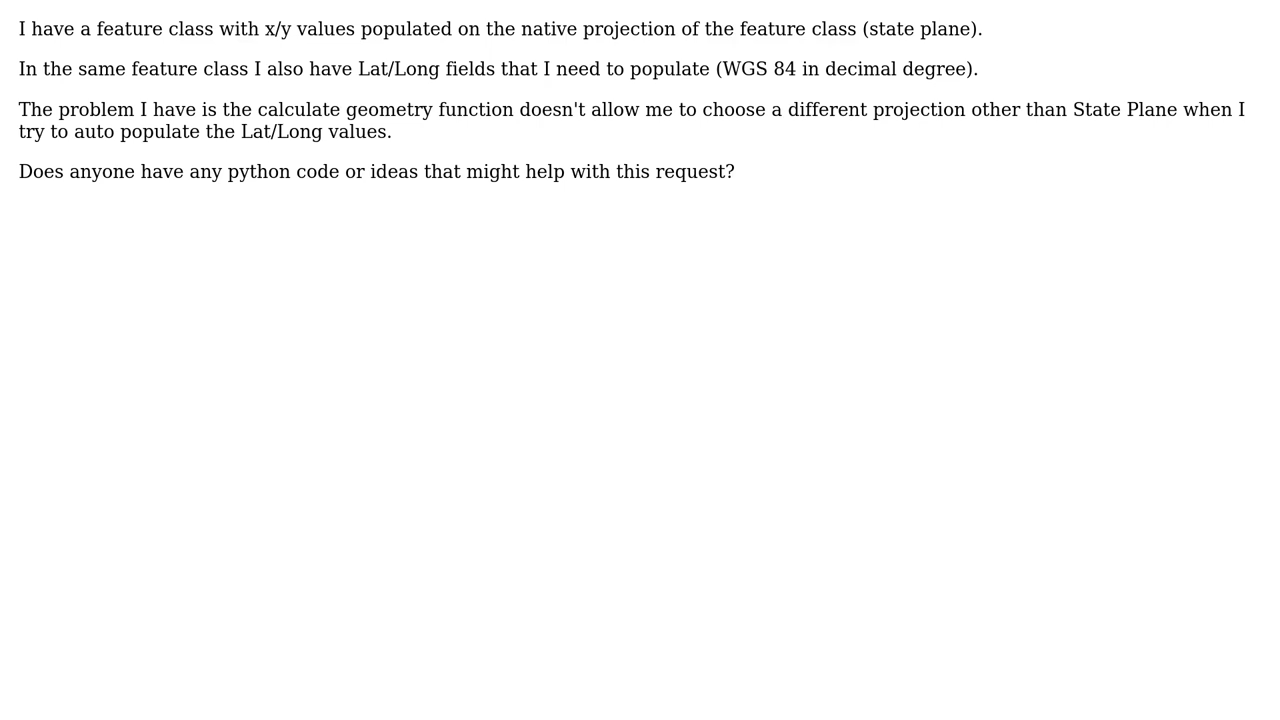 I have a feature class with x/y values populated on the native projection of the feature class (state plane).
In the same feature class I also have Lat/Long fields that I need to populate (WGS 84 in decimal degree).
The problem I have is the calculate geometry function doesn't allow me to choose a different projection other than State Plane when I
try to auto populate the Lat/Long values.
Does anyone have any python code or ideas that might help with this request?